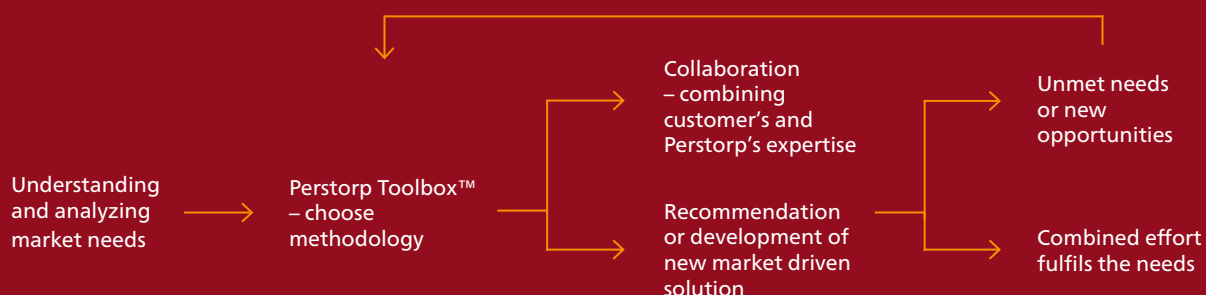 Understanding
and analyzing
market needs
Perstorp Toolbox™
– choose
methodology
Collaboration
– combining
customer’s and
Perstorp’s expertise
Recommendation
or development of
new market driven
solution
Unmet needs
or new
opportunities
Combined effort
fulfils the needs